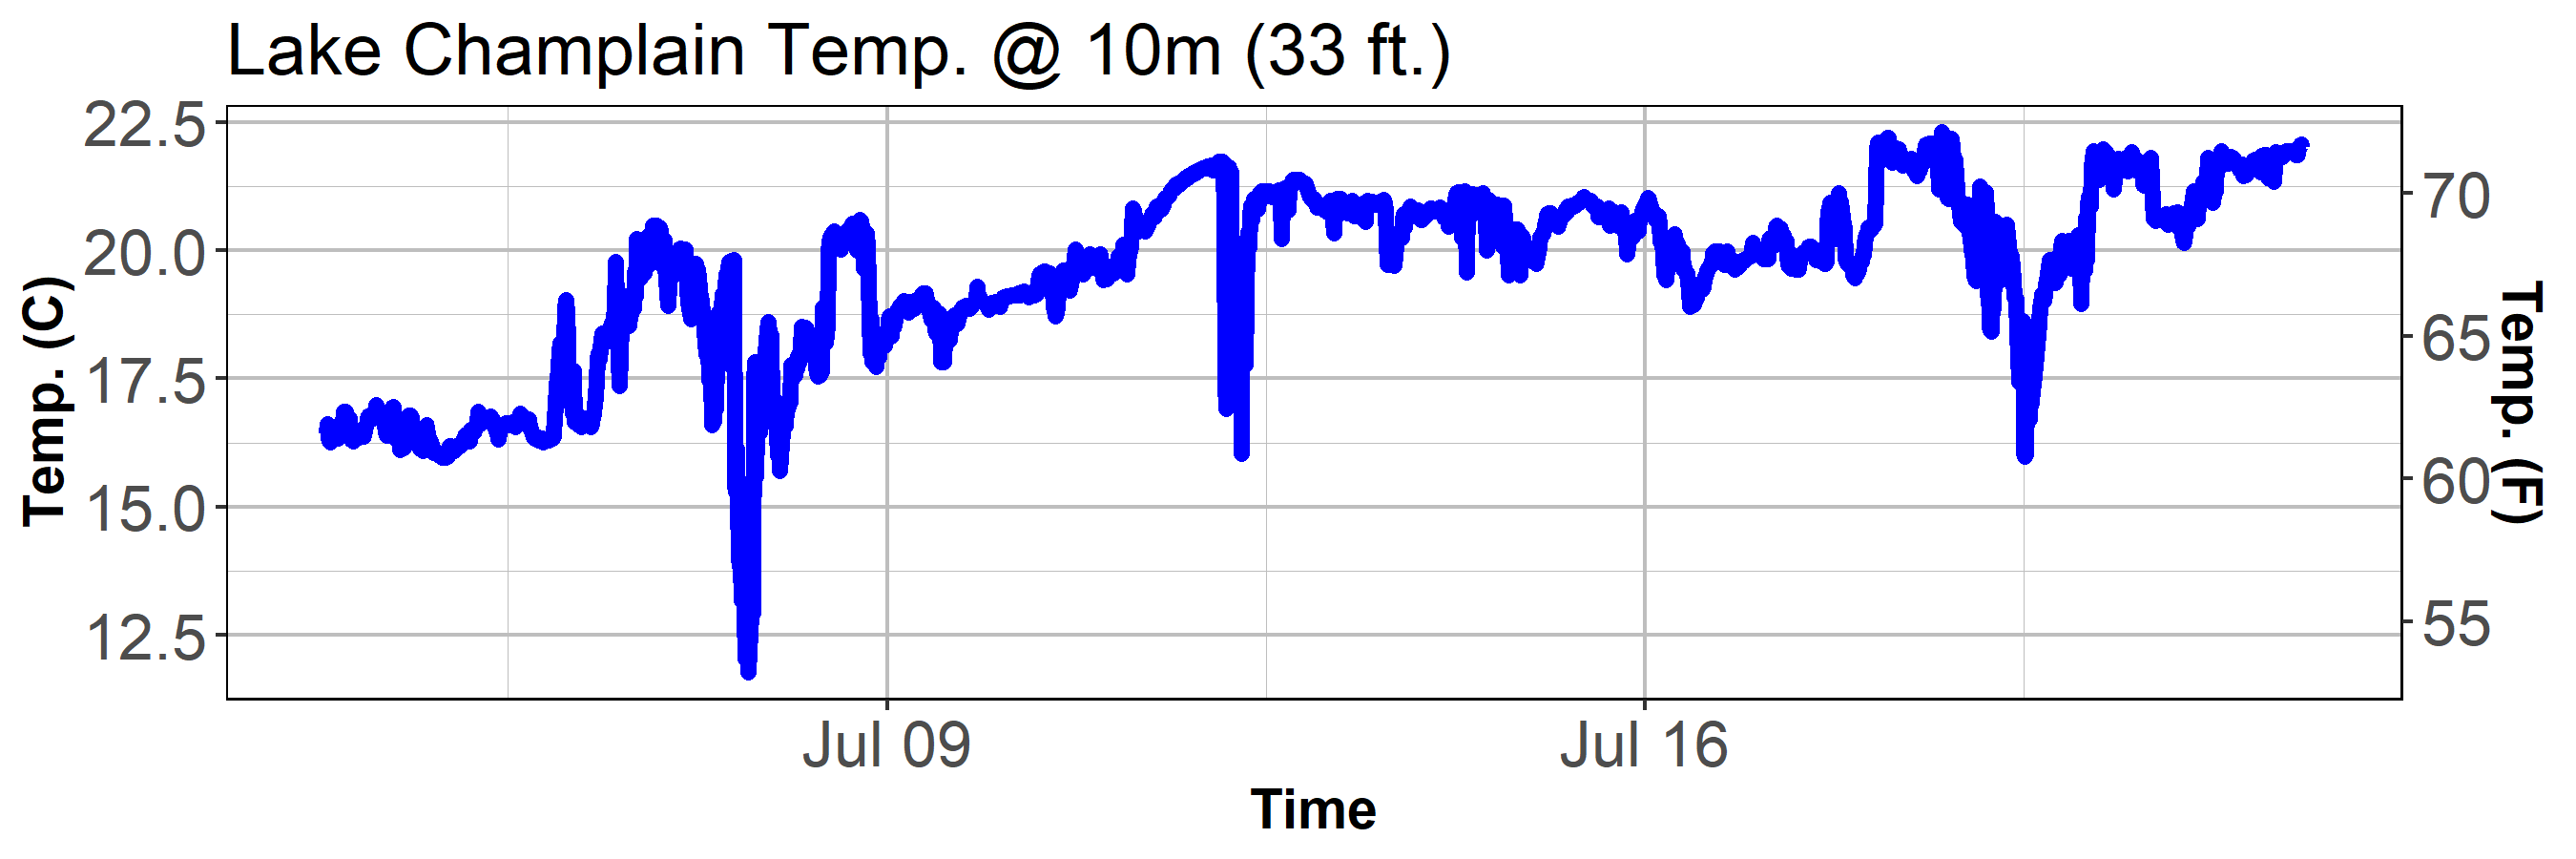 Lake Champlain Temp. @ 10m (33 ft.)
22.5
20.0
17.5
15.0
12.5
Temp. (C)
70
65
60
55
Temp. (F)
Jul 09
Jul 16
Time